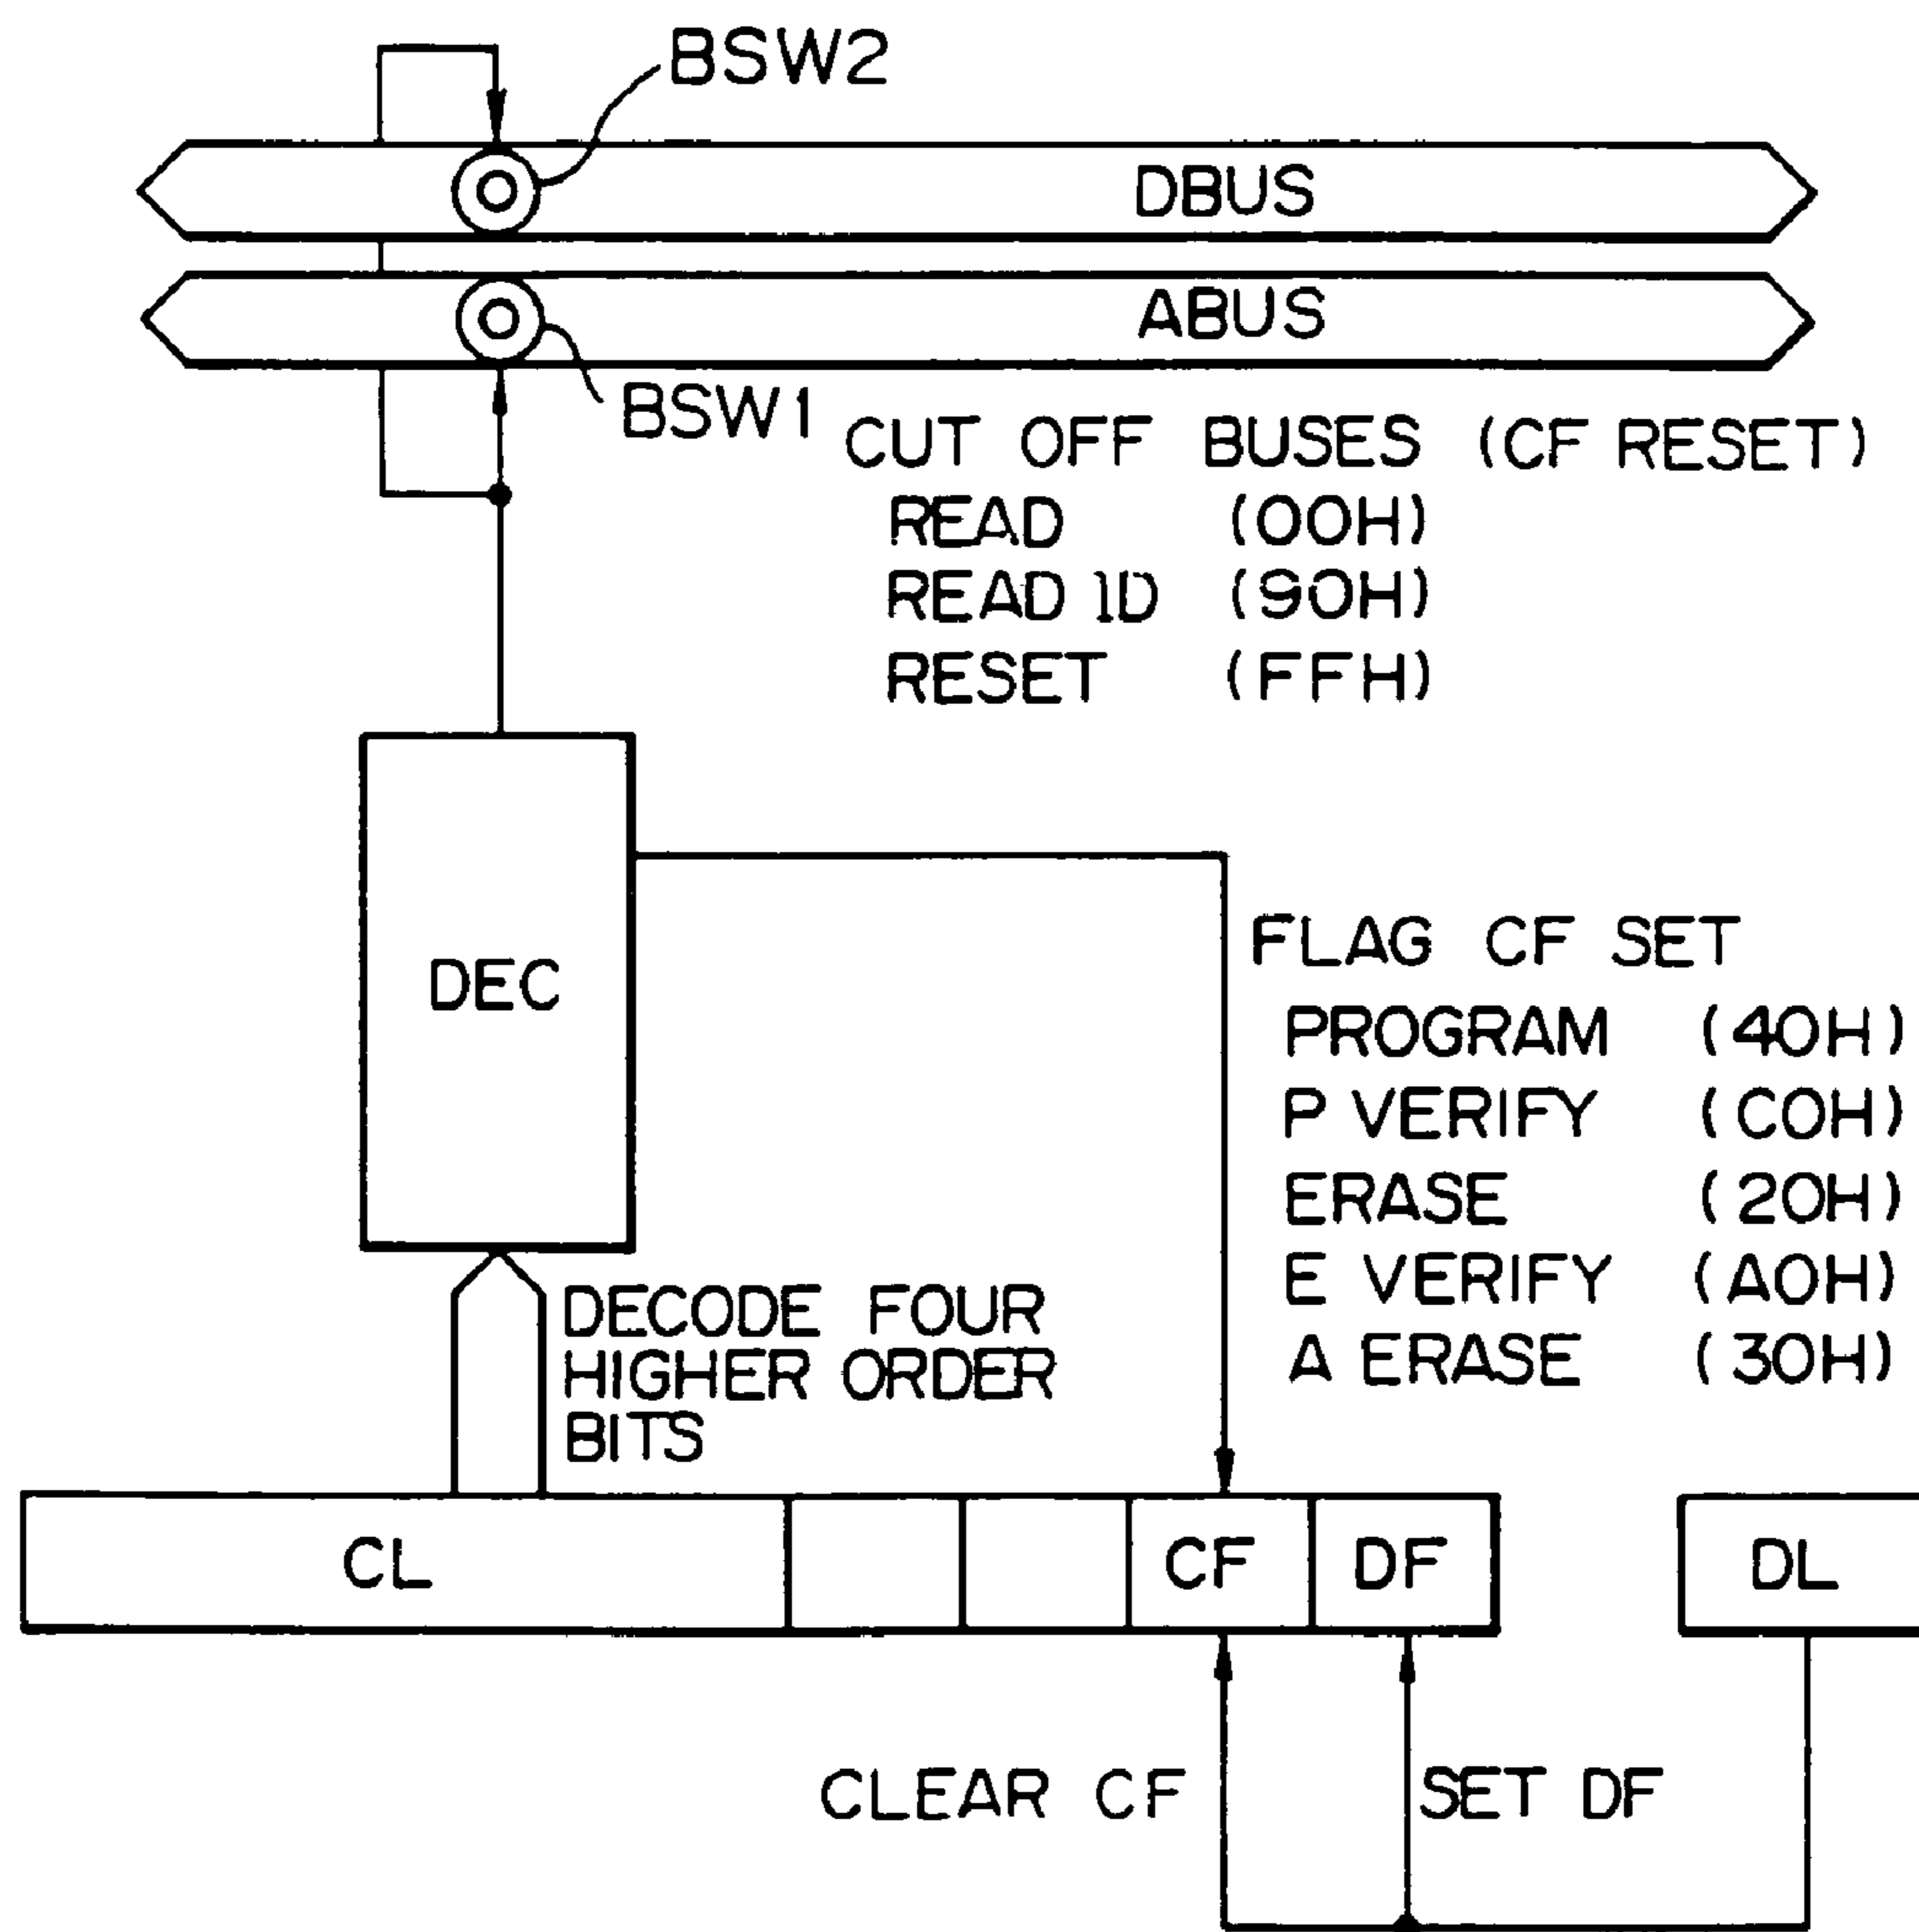 BSW2
DBUS
ABUS
BSW1
CUT OFF BUSES (CF RESET)
READ (00H)
READ ID (90H)
RESET (FFH)
DEC
FLAG CF SET
PROGRAM (40H)
P VERIFY (C0H)
ERASE (20H)
E VERIFY (A0H)
A ERASE (30H)
DECODE FOUR
HIGHER ORDER
BITS
CL
CF
DF
DL
CLEAR CF
SET DF